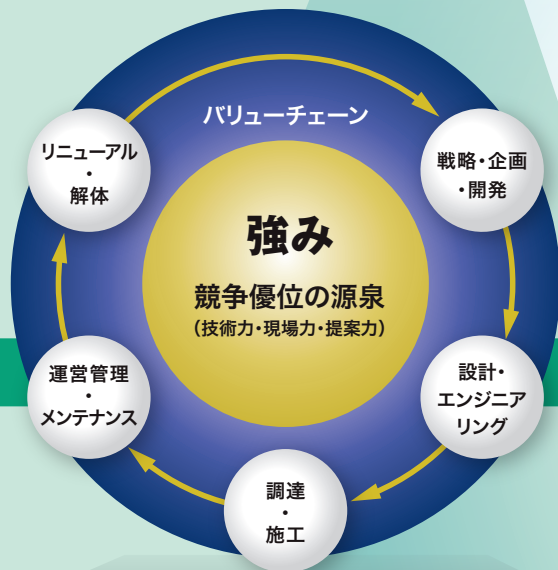 バリューチェーン
強み
競争優位の源泉
（技術力・現場力・提案力）
戦略・企画
・開発
設計・
エンジニア
リング
調達
・
施工
運営管理
・
メンテナンス
リニューアル
・
解体